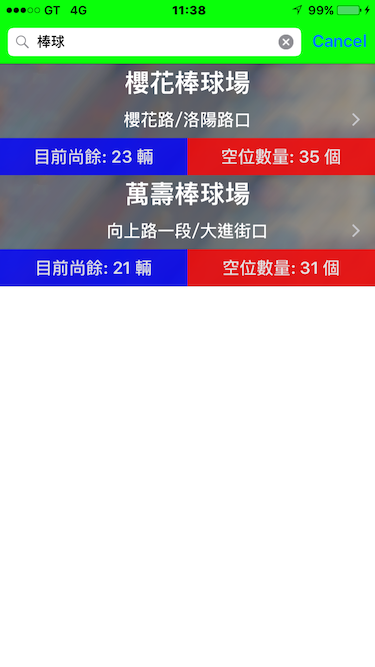 GT 4G 11:38 99%
棒球 Cancel
櫻花棒球場
櫻花路/洛陽路口
目前尚餘: 23 輛 空位數量: 35 個
萬壽棒球場
向上路一段/大進街口
目前尚餘: 21 輛 空位數量: 31 個